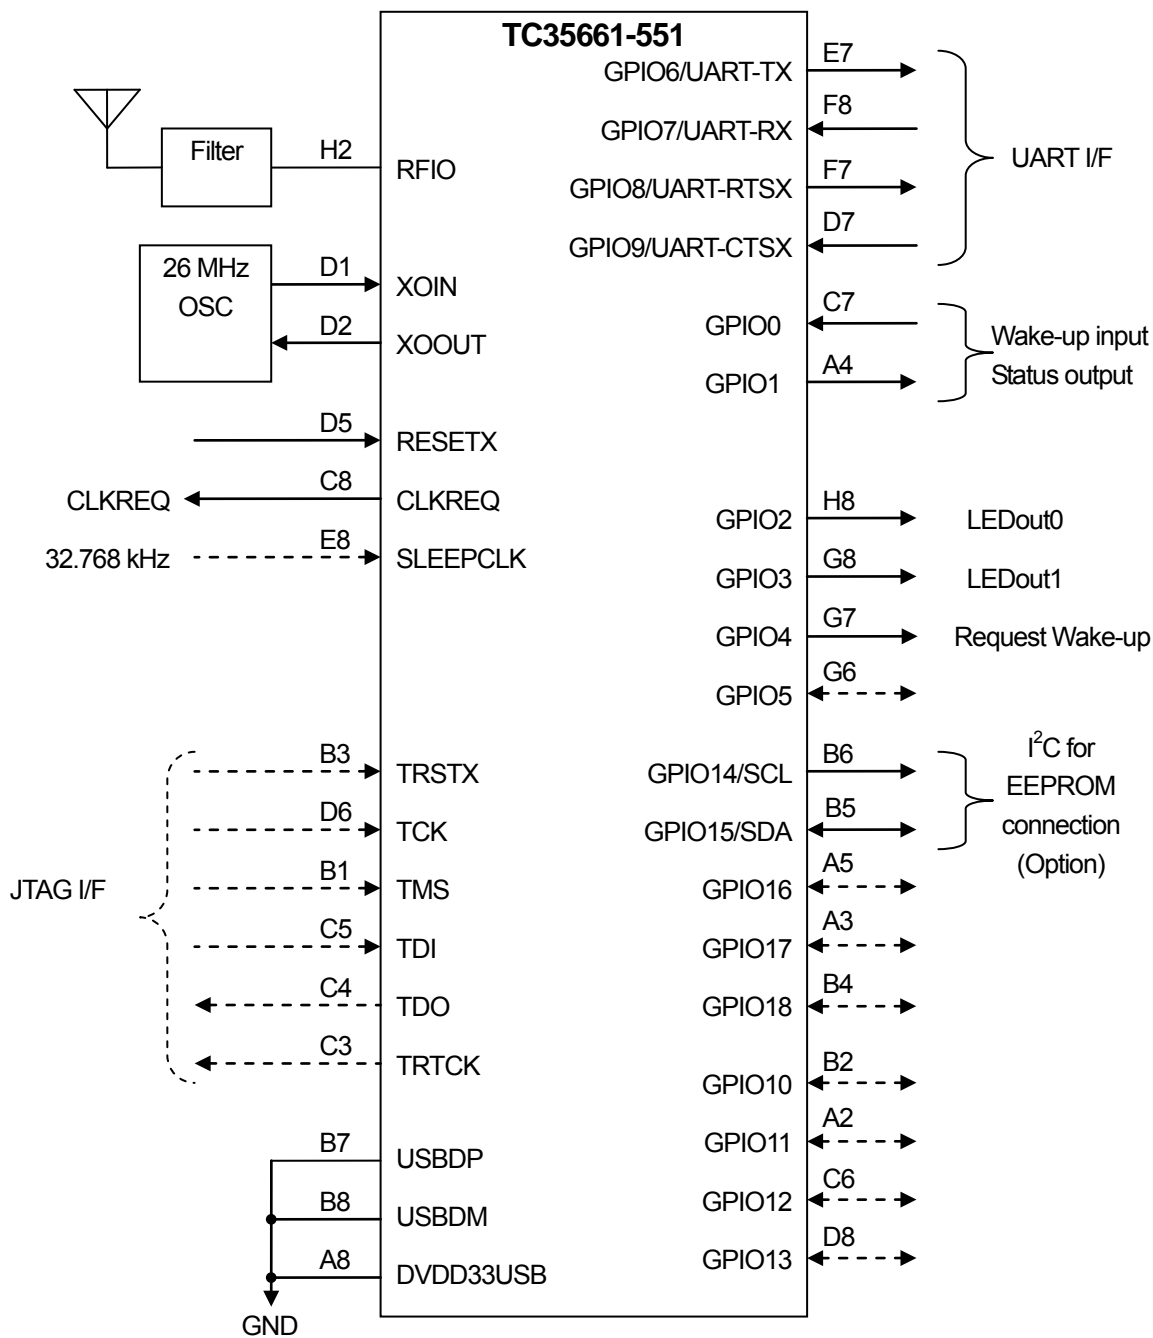 TC35661-551
Filter
H2
RFIO
26 MHz
OSC
D1
XOIN
D2
XOOUT
D5
RESETX
CLKREQ
C8
CLKREQ
32.768 kHz
E8
SLEEPCLK
JTAG I/F
B3
TRSTX
D6
TCK
B1
TMS
C5
TDI
C4
TDO
C3
TRTCK
B7
USBDP
B8
USBDM
A8
DVDD33USB
GND
GPIO6/UART-TX
E7
GPIO7/UART-RX
F8
GPIO8/UART-RTSX
F7
GPIO9/UART-CTSX
D7
UART I/F
GPIO0
C7
GPIO1
A4
Wake-up input
Status output
GPIO2
H8
LEDout0
GPIO3
G8
LEDout1
GPIO4
G7
Request Wake-up
GPIO5
G6
GPIO14/SCL
B6
GPIO15/SDA
B5
I²C for
EEPROM
connection
(Option)
GPIO16
A5
GPIO17
A3
GPIO18
B4
GPIO10
B2
GPIO11
A2
GPIO12
C6
GPIO13
D8